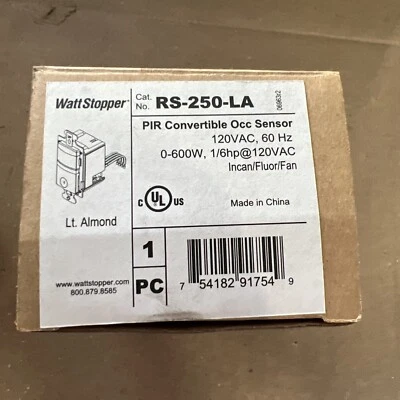 WattStopper®
Cat. No. RS-250-LA
PIR Convertible Occ Sensor
120VAC, 60 Hz
0-600W, 1/6hp@120VAC
Incan/Fluor/Fan
Lt. Almond
C UL US
Made in China
www.wattstopper.com
800.879.8585
1
PC
7 54182 91754 9